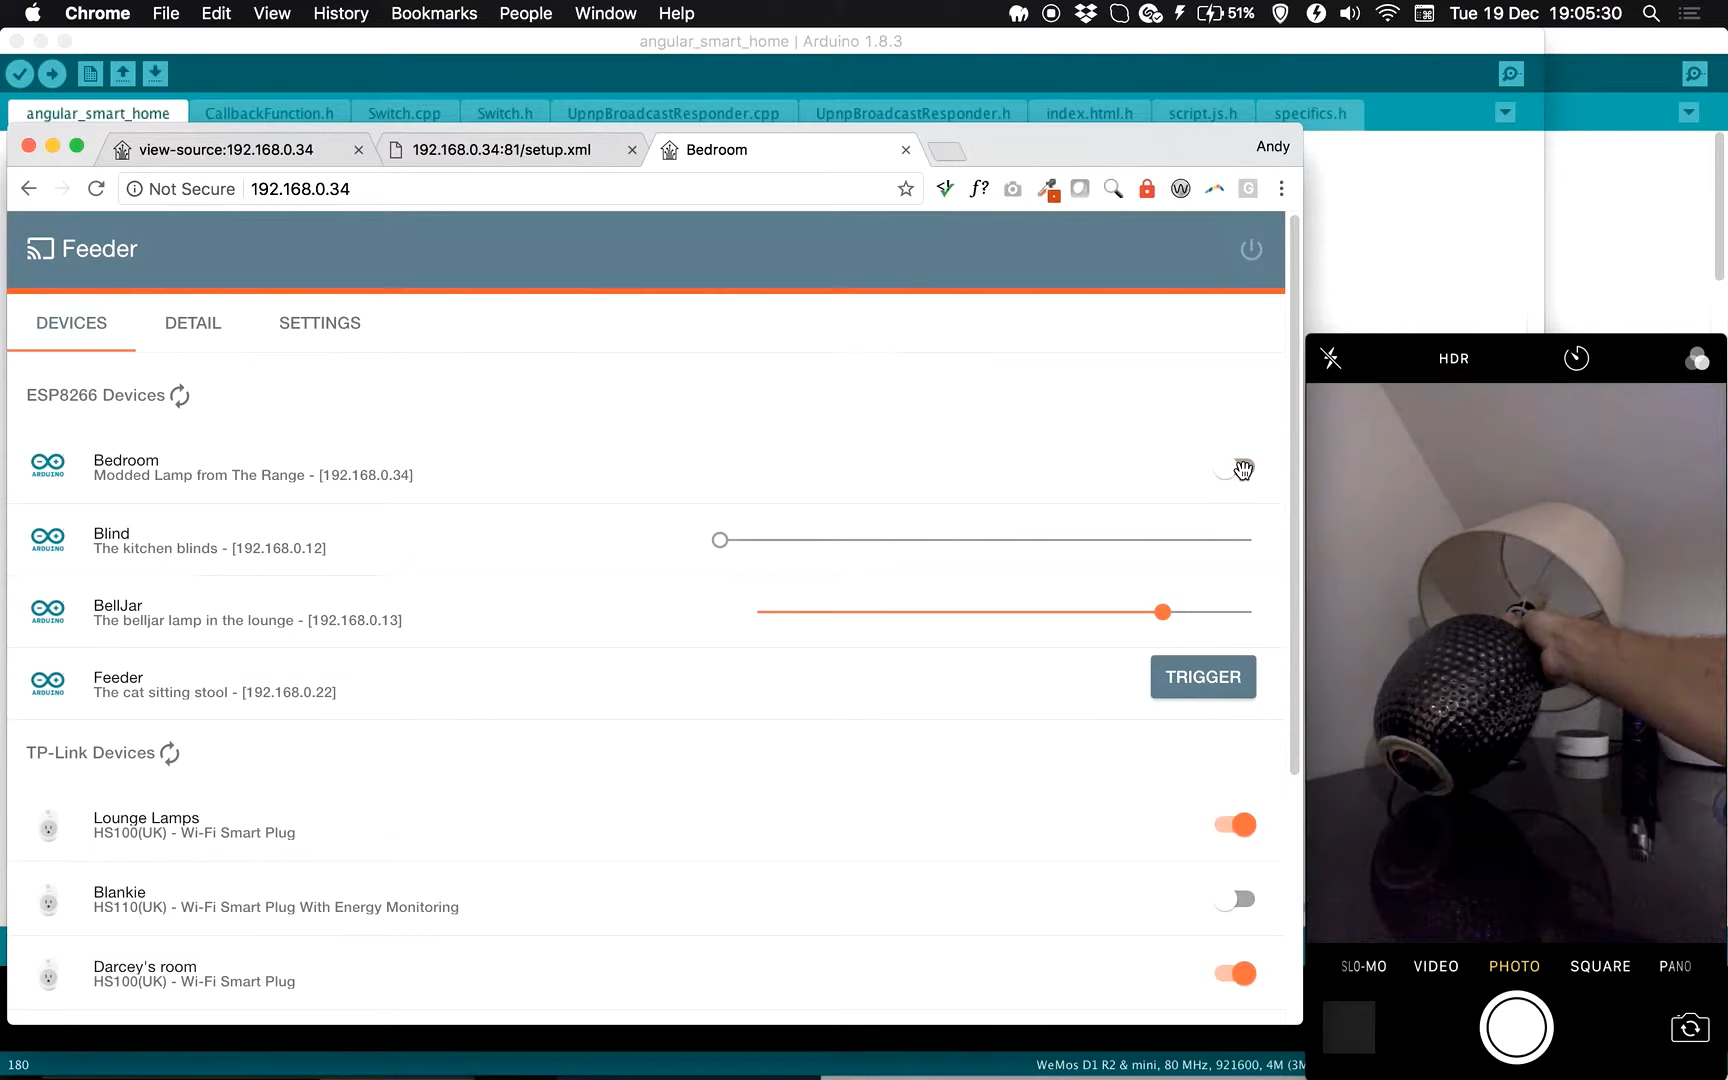 Chrome File Edit View History Bookmarks People Window Help 51% Tue 19 Dec 19:05:30
angular_smart_home | Arduino 1.8.3
angular_smart_home CallbackFunction.h Switch.cpp Switch.h UpnpBroadcastResponder.cpp UpnpBroadcastResponder.h index.html.h script.js.h specifics.h
view-source:192.168.0.34 192.168.0.34:81/setup.xml Bedroom Andy
Not Secure 192.168.0.34 f? W G
Feeder
DEVICES DETAIL SETTINGS
ESP8266 Devices
Bedroom
ARDUINO Modded Lamp from The Range - [192.168.0.34]
Blind
ARDUINO The kitchen blinds - [192.168.0.12]
BellJar
ARDUINO The belljar lamp in the lounge - [192.168.0.13]
Feeder
ARDUINO The cat sitting stool - [192.168.0.22]
TRIGGER
TP-Link Devices
Lounge Lamps
HS100(UK) - Wi-Fi Smart Plug
Blankie
HS110(UK) - Wi-Fi Smart Plug With Energy Monitoring
Darcey's room
HS100(UK) - Wi-Fi Smart Plug
HDR
SLO-MO VIDEO PHOTO SQUARE PANO
180 WeMos D1 R2 & mini, 80 MHz, 921600, 4M (3M